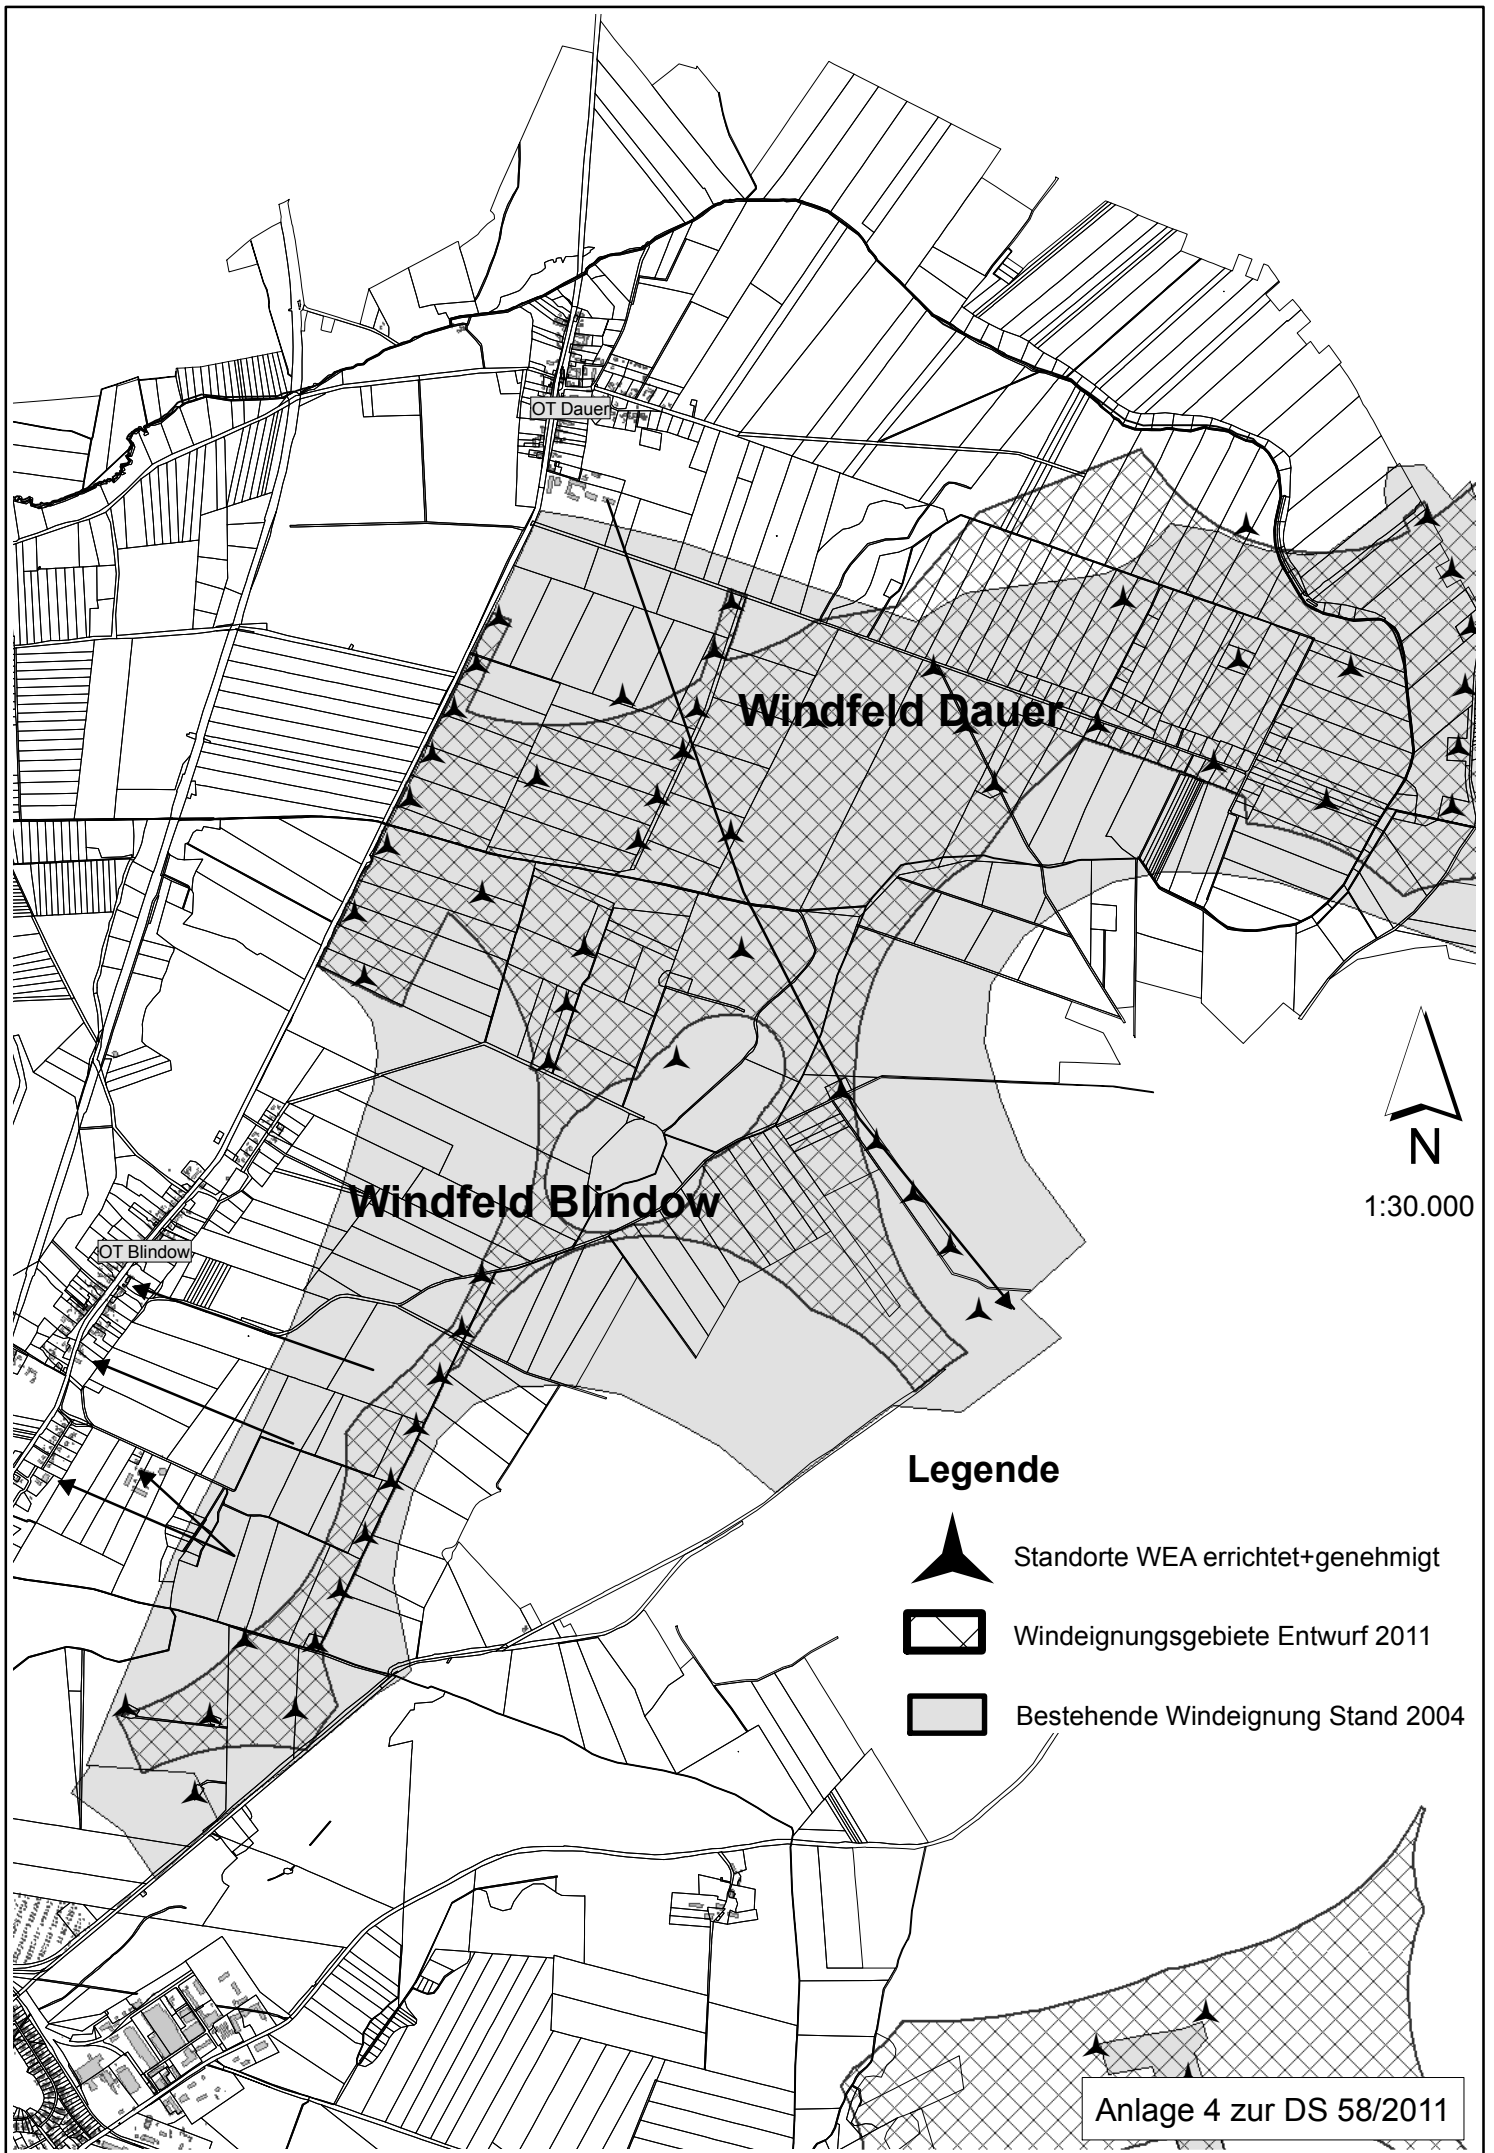 OT Dauer
Windfeld Dauer
N
1:30.000
Windfeld Blindow
OT Blindow
Legende
Standorte WEA errichtet+genehmigt
Windeignungsgebiete Entwurf 2011
Bestehende Windeignung Stand 2004
Anlage 4 zur DS 58/2011